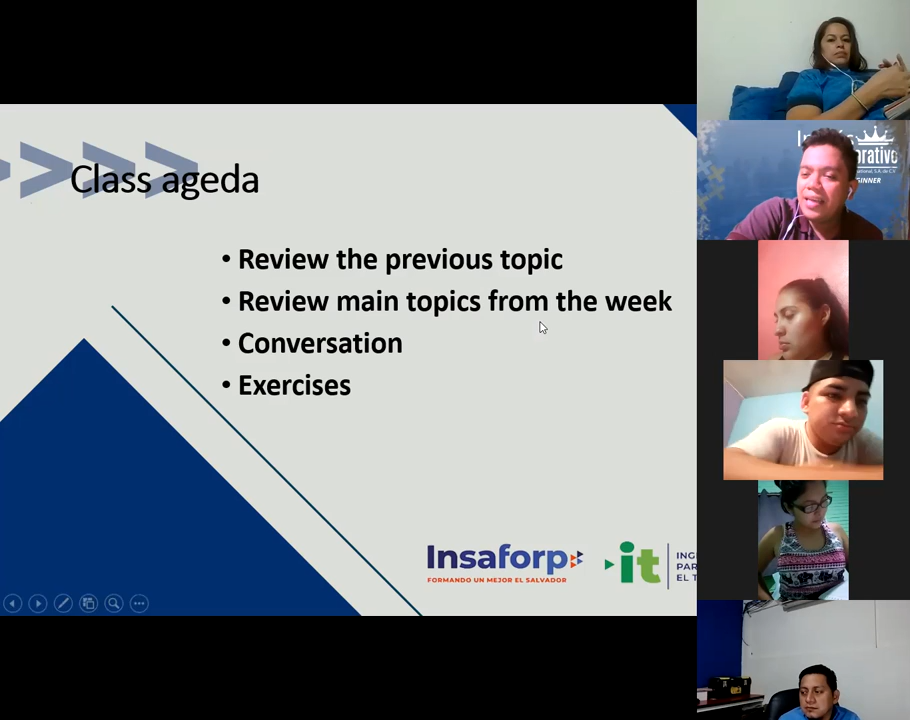 Class ageda
• Review the previous topic
• Review main topics from the week
• Conversation
• Exercises
Insaforp
FORMANDO UN MEJOR EL SALVADOR
it
EL T